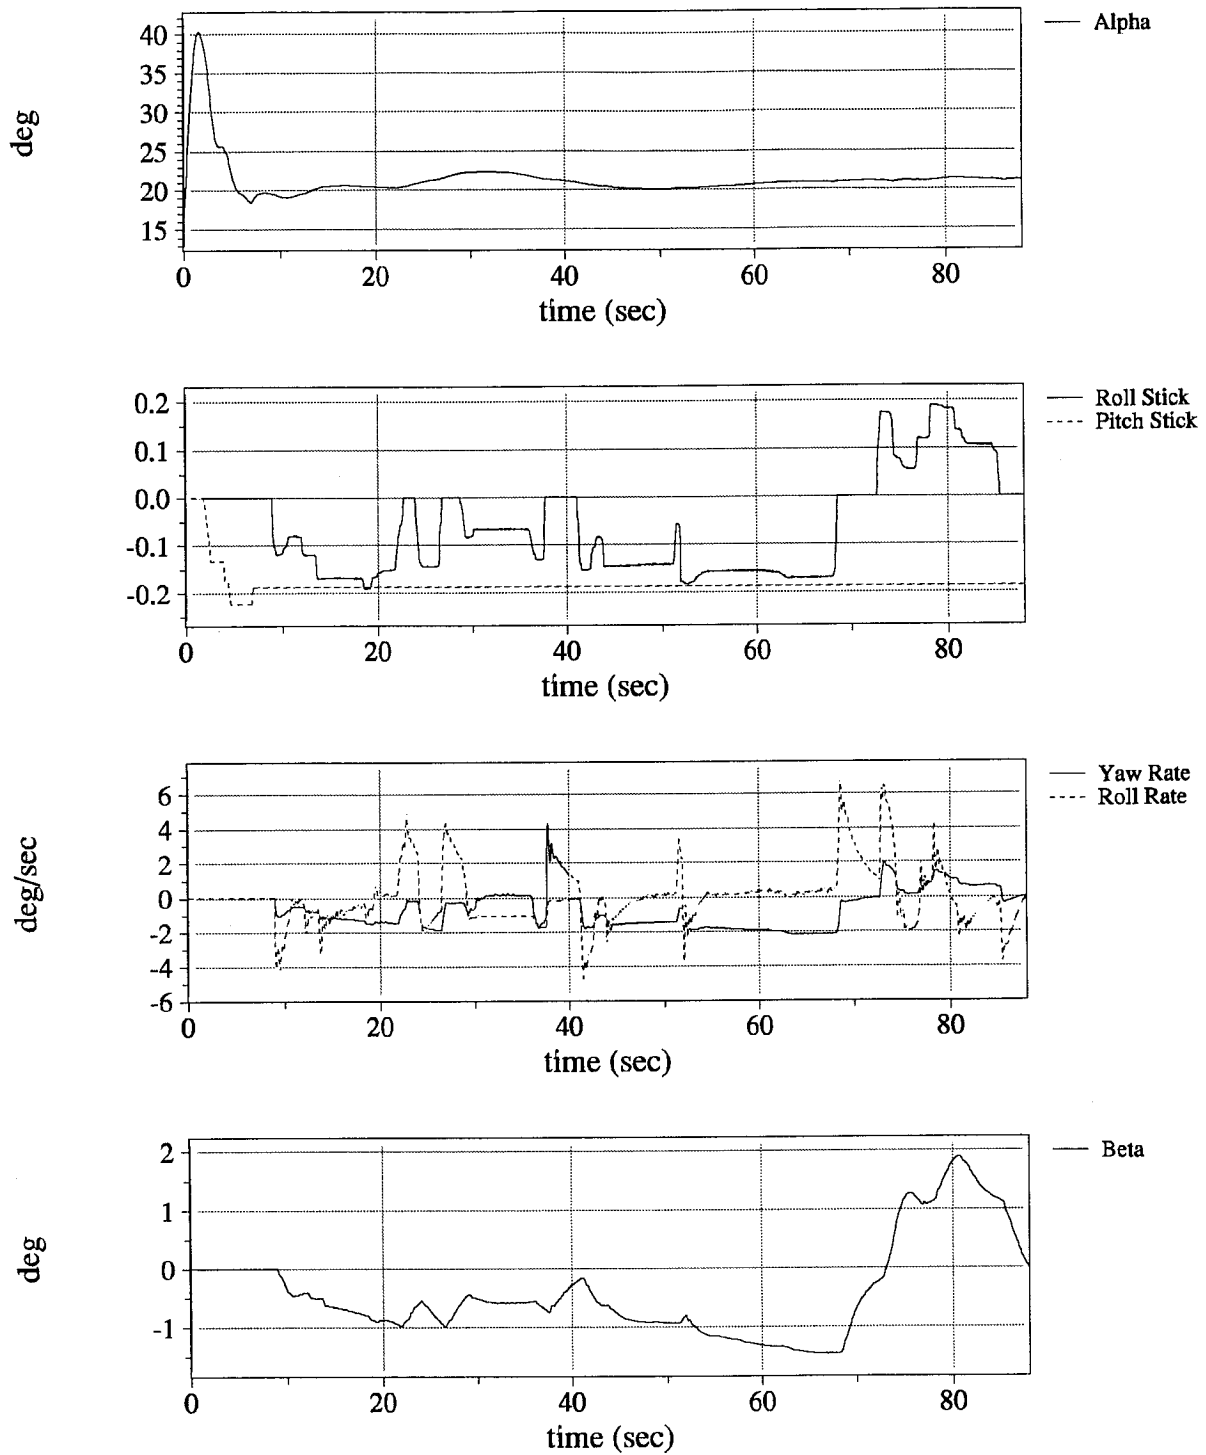 Alpha
deg
40
35
30
25
20
15
0 20 40 60 80
time (sec)
Roll Stick
Pitch Stick
0.2
0.1
0.0
-0.1
-0.2
0 20 40 60 80
time (sec)
Yaw Rate
Roll Rate
deg/sec
6
4
2
0
-2
-4
-6
0 20 40 60 80
time (sec)
Beta
deg
2
1
0
-1
0 20 40 60 80
time (sec)